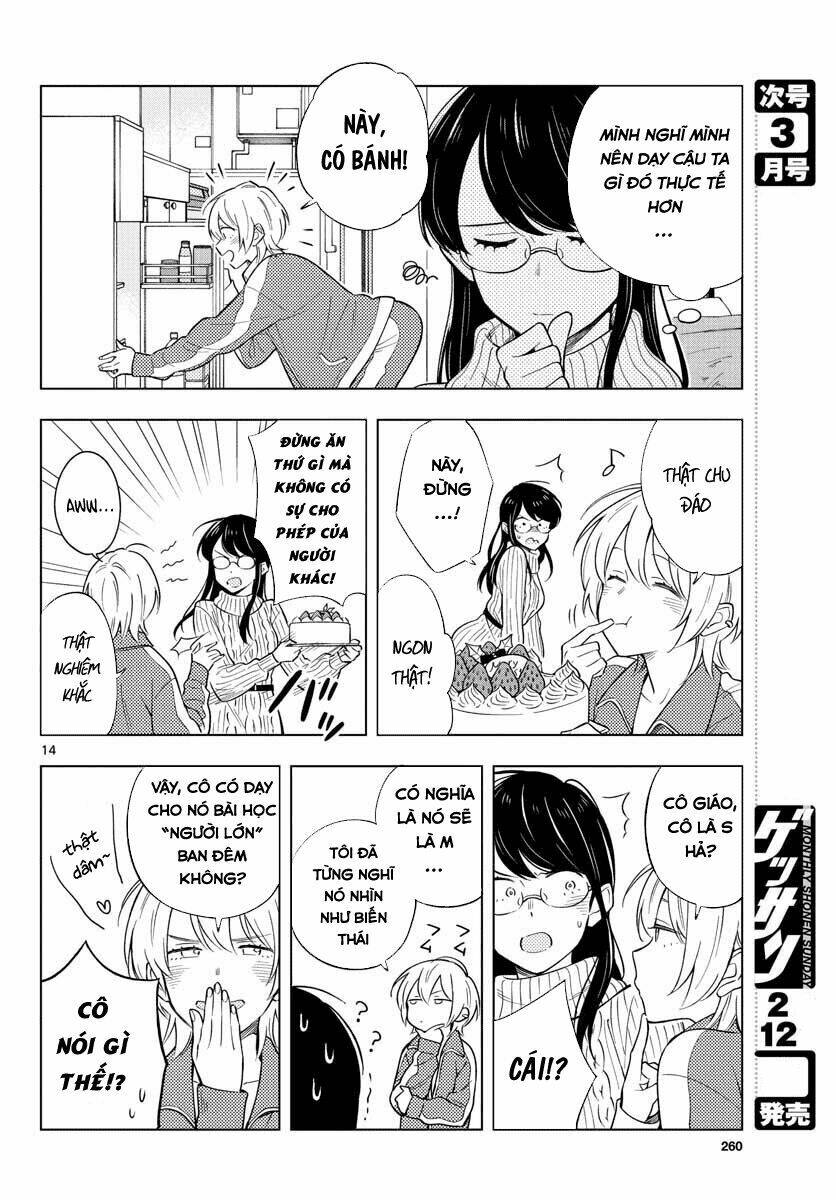 MÌNH NGHĨ MÌNH
NÊN DẠY CẬU TA
GÌ ĐÓ THỰC TẾ
HƠN
...
NÀY,
CÓ BÁNH!
THẬT CHU
ĐÁO
NÀY,
ĐỪNG
...!
NGON
THẬT!
ĐỪNG ĂN
THỨ GÌ MÀ
KHÔNG CÓ
SỰ CHO
PHÉP CỦA
NGƯỜI
KHÁC!
AWW...
THẬT
NGHIÊM
KHẮC
14
CÔ GIÁO,
CÔ LÀ S
HẢ?
CÁI!?
CÓ NGHĨA
LÀ NÓ SẼ
LÀ M
...
TÔI ĐÃ
TỪNG NGHĨ
NÓ NHÌN
NHƯ BIẾN
THÁI
VẬY, CÔ CÓ DẠY
CHO NÓ BÀI HỌC
"NGƯỜI LỚN"
BAN ĐÊM
KHÔNG?
thật
dâm~
CÔ
NÓI GÌ
THẾ!?
260
次号
3
月号
ゲッサン
MONTHLY SHONEN SUNDAY
2
12
発売